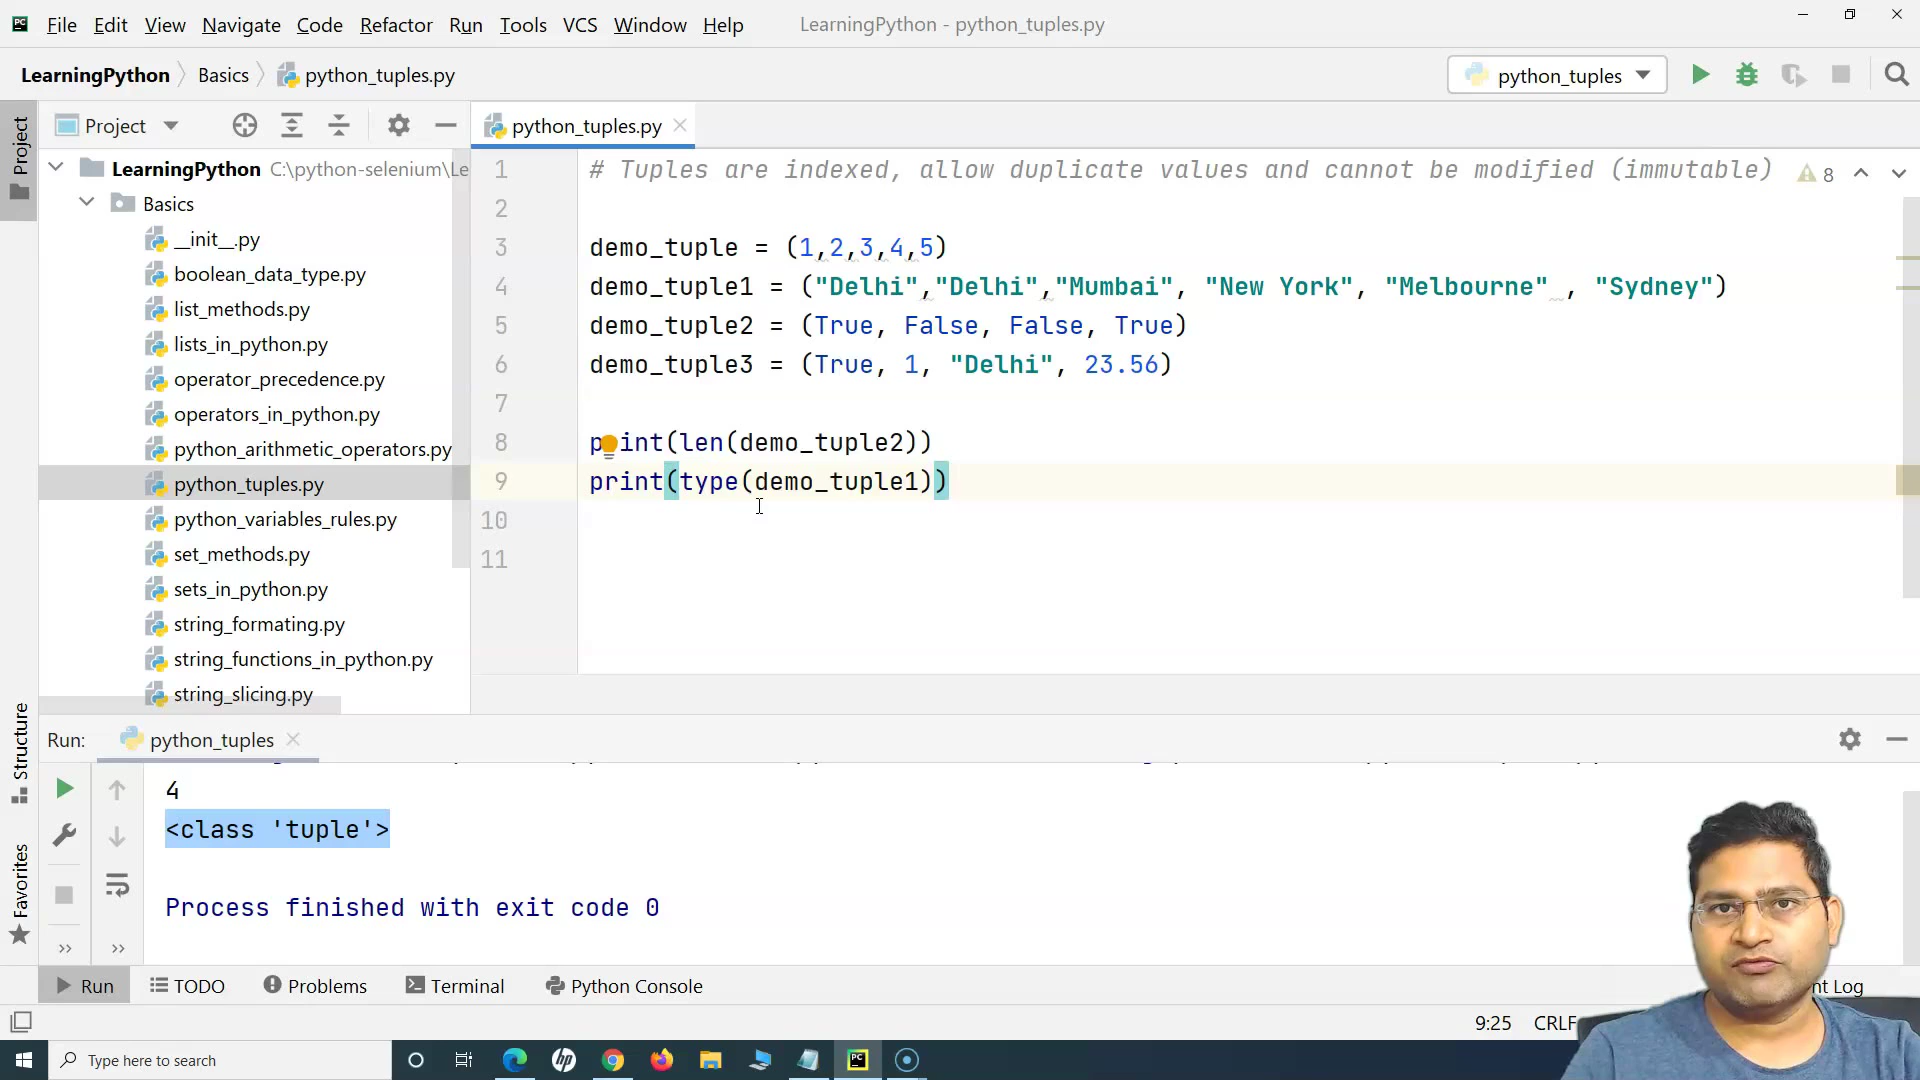 File Edit View Navigate Code Refactor Run Tools VCS Window Help LearningPython - python_tuples.py
LearningPython Basics python_tuples.py python_tuples
Project
Project
python_tuples.py
LearningPython C:\python-selenium\Le
Basics
__init__.py
boolean_data_type.py
list_methods.py
lists_in_python.py
operator_precedence.py
operators_in_python.py
python_arithmetic_operators.py
python_tuples.py
python_variables_rules.py
set_methods.py
sets_in_python.py
string_formating.py
string_functions_in_python.py
string_slicing.py
1 # Tuples are indexed, allow duplicate values and cannot be modified (immutable) 8
2
3 demo_tuple = (1,2,3,4,5)
4 demo_tuple1 = ("Delhi","Delhi","Mumbai", "New York", "Melbourne" , "Sydney")
5 demo_tuple2 = (True, False, False, True)
6 demo_tuple3 = (True, 1, "Delhi", 23.56)
7
8 print(len(demo_tuple2))
9 print(type(demo_tuple1))
10
11
Structure
Favorites
Run: python_tuples
4
<class 'tuple'>
Process finished with exit code 0
Run TODO Problems Terminal Python Console nt Log
9:25 CRLF
Type here to search